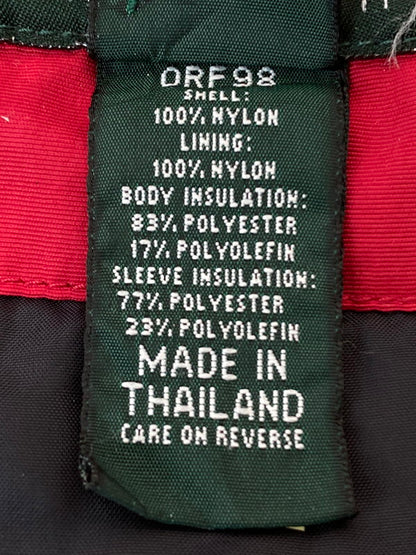 ORF98
SHELL:
100% NYLON
LINING:
100% NYLON
BODY INSULATION:
83% POLYESTER
17% POLYOLEFIN
SLEEVE INSULATION:
77% POLYESTER
23% POLYOLEFIN
MADE IN
THAILAND
CARE ON REVERSE